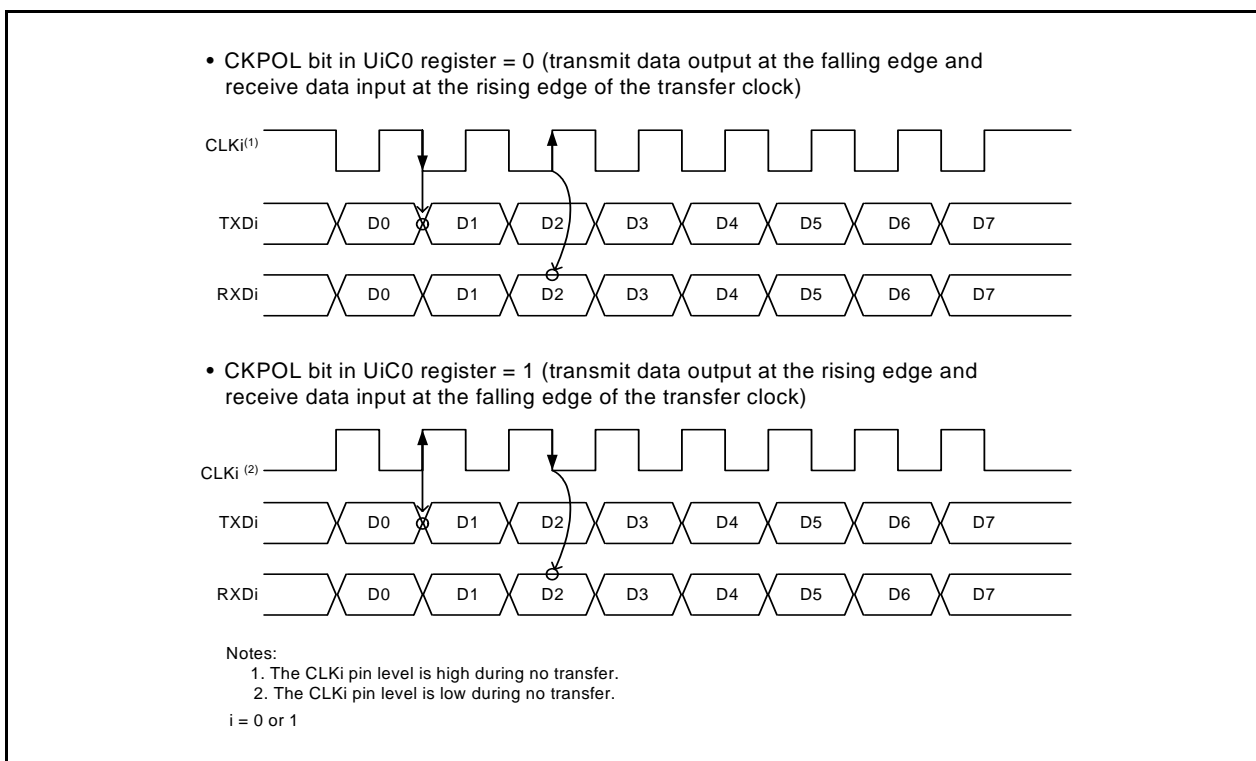 • CKPOL bit in UiC0 register = 0 (transmit data output at the falling edge and
receive data input at the rising edge of the transfer clock)
CLKi(1)
TXDi D0 D1 D2 D3 D4 D5 D6 D7
RXDi D0 D1 D2 D3 D4 D5 D6 D7
• CKPOL bit in UiC0 register = 1 (transmit data output at the rising edge and
receive data input at the falling edge of the transfer clock)
CLKi (2)
TXDi D0 D1 D2 D3 D4 D5 D6 D7
RXDi D0 D1 D2 D3 D4 D5 D6 D7
Notes:
1. The CLKi pin level is high during no transfer.
2. The CLKi pin level is low during no transfer.
i = 0 or 1